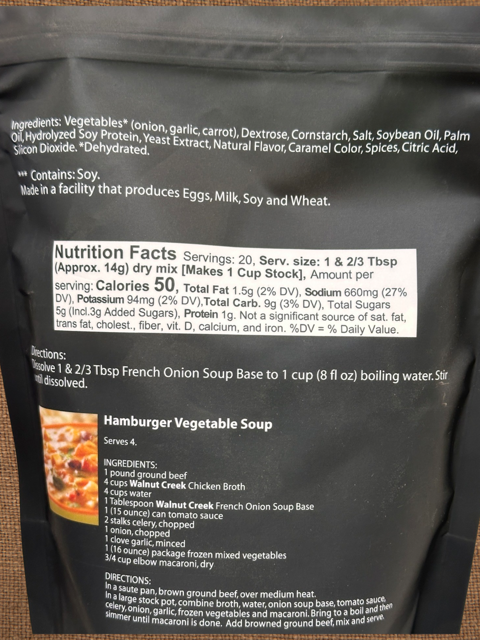 Ingredients: Vegetables* (onion, garlic, carrot), Dextrose, Cornstarch, Salt, Soybean Oil, Palm
Oil, Hydrolyzed Soy Protein, Yeast Extract, Natural Flavor, Caramel Color, Spices, Citric Acid,
Silicon Dioxide. *Dehydrated.
*** Contains: Soy.
Made in a facility that produces Eggs, Milk, Soy and Wheat.
Nutrition Facts Servings: 20, Serv. size: 1 & 2/3 Tbsp
(Approx. 14g) dry mix [Makes 1 Cup Stock], Amount per
serving: Calories 50, Total Fat 1.5g (2% DV), Sodium 660mg (27%
DV), Potassium 94mg (2% DV),Total Carb. 9g (3% DV), Total Sugars
5g (Incl.3g Added Sugars), Protein 1g. Not a significant source of sat. fat,
trans fat, cholest., fiber, vit. D, calcium, and iron. %DV = % Daily Value.
Directions:
Dissolve 1 & 2/3 Tbsp French Onion Soup Base to 1 cup (8 fl oz) boiling water. Stir
until dissolved.
Hamburger Vegetable Soup
Serves 4.
INGREDIENTS:
1 pound ground beef
4 cups Walnut Creek Chicken Broth
4 cups water
1 Tablespoon Walnut Creek French Onion Soup Base
1 (15 ounce) can tomato sauce
2 stalks celery, chopped
1 onion, chopped
1 clove garlic, minced
1 (16 ounce) package frozen mixed vegetables
3/4 cup elbow macaroni, dry
DIRECTIONS:
In a saute pan, brown ground beef, over medium heat.
In a large stock pot, combine broth, water, onion soup base, tomato sauce,
celery, onion, garlic, frozen vegetables and macaroni. Bring to a boil and then
simmer until macaroni is done. Add browned ground beef, mix and serve.